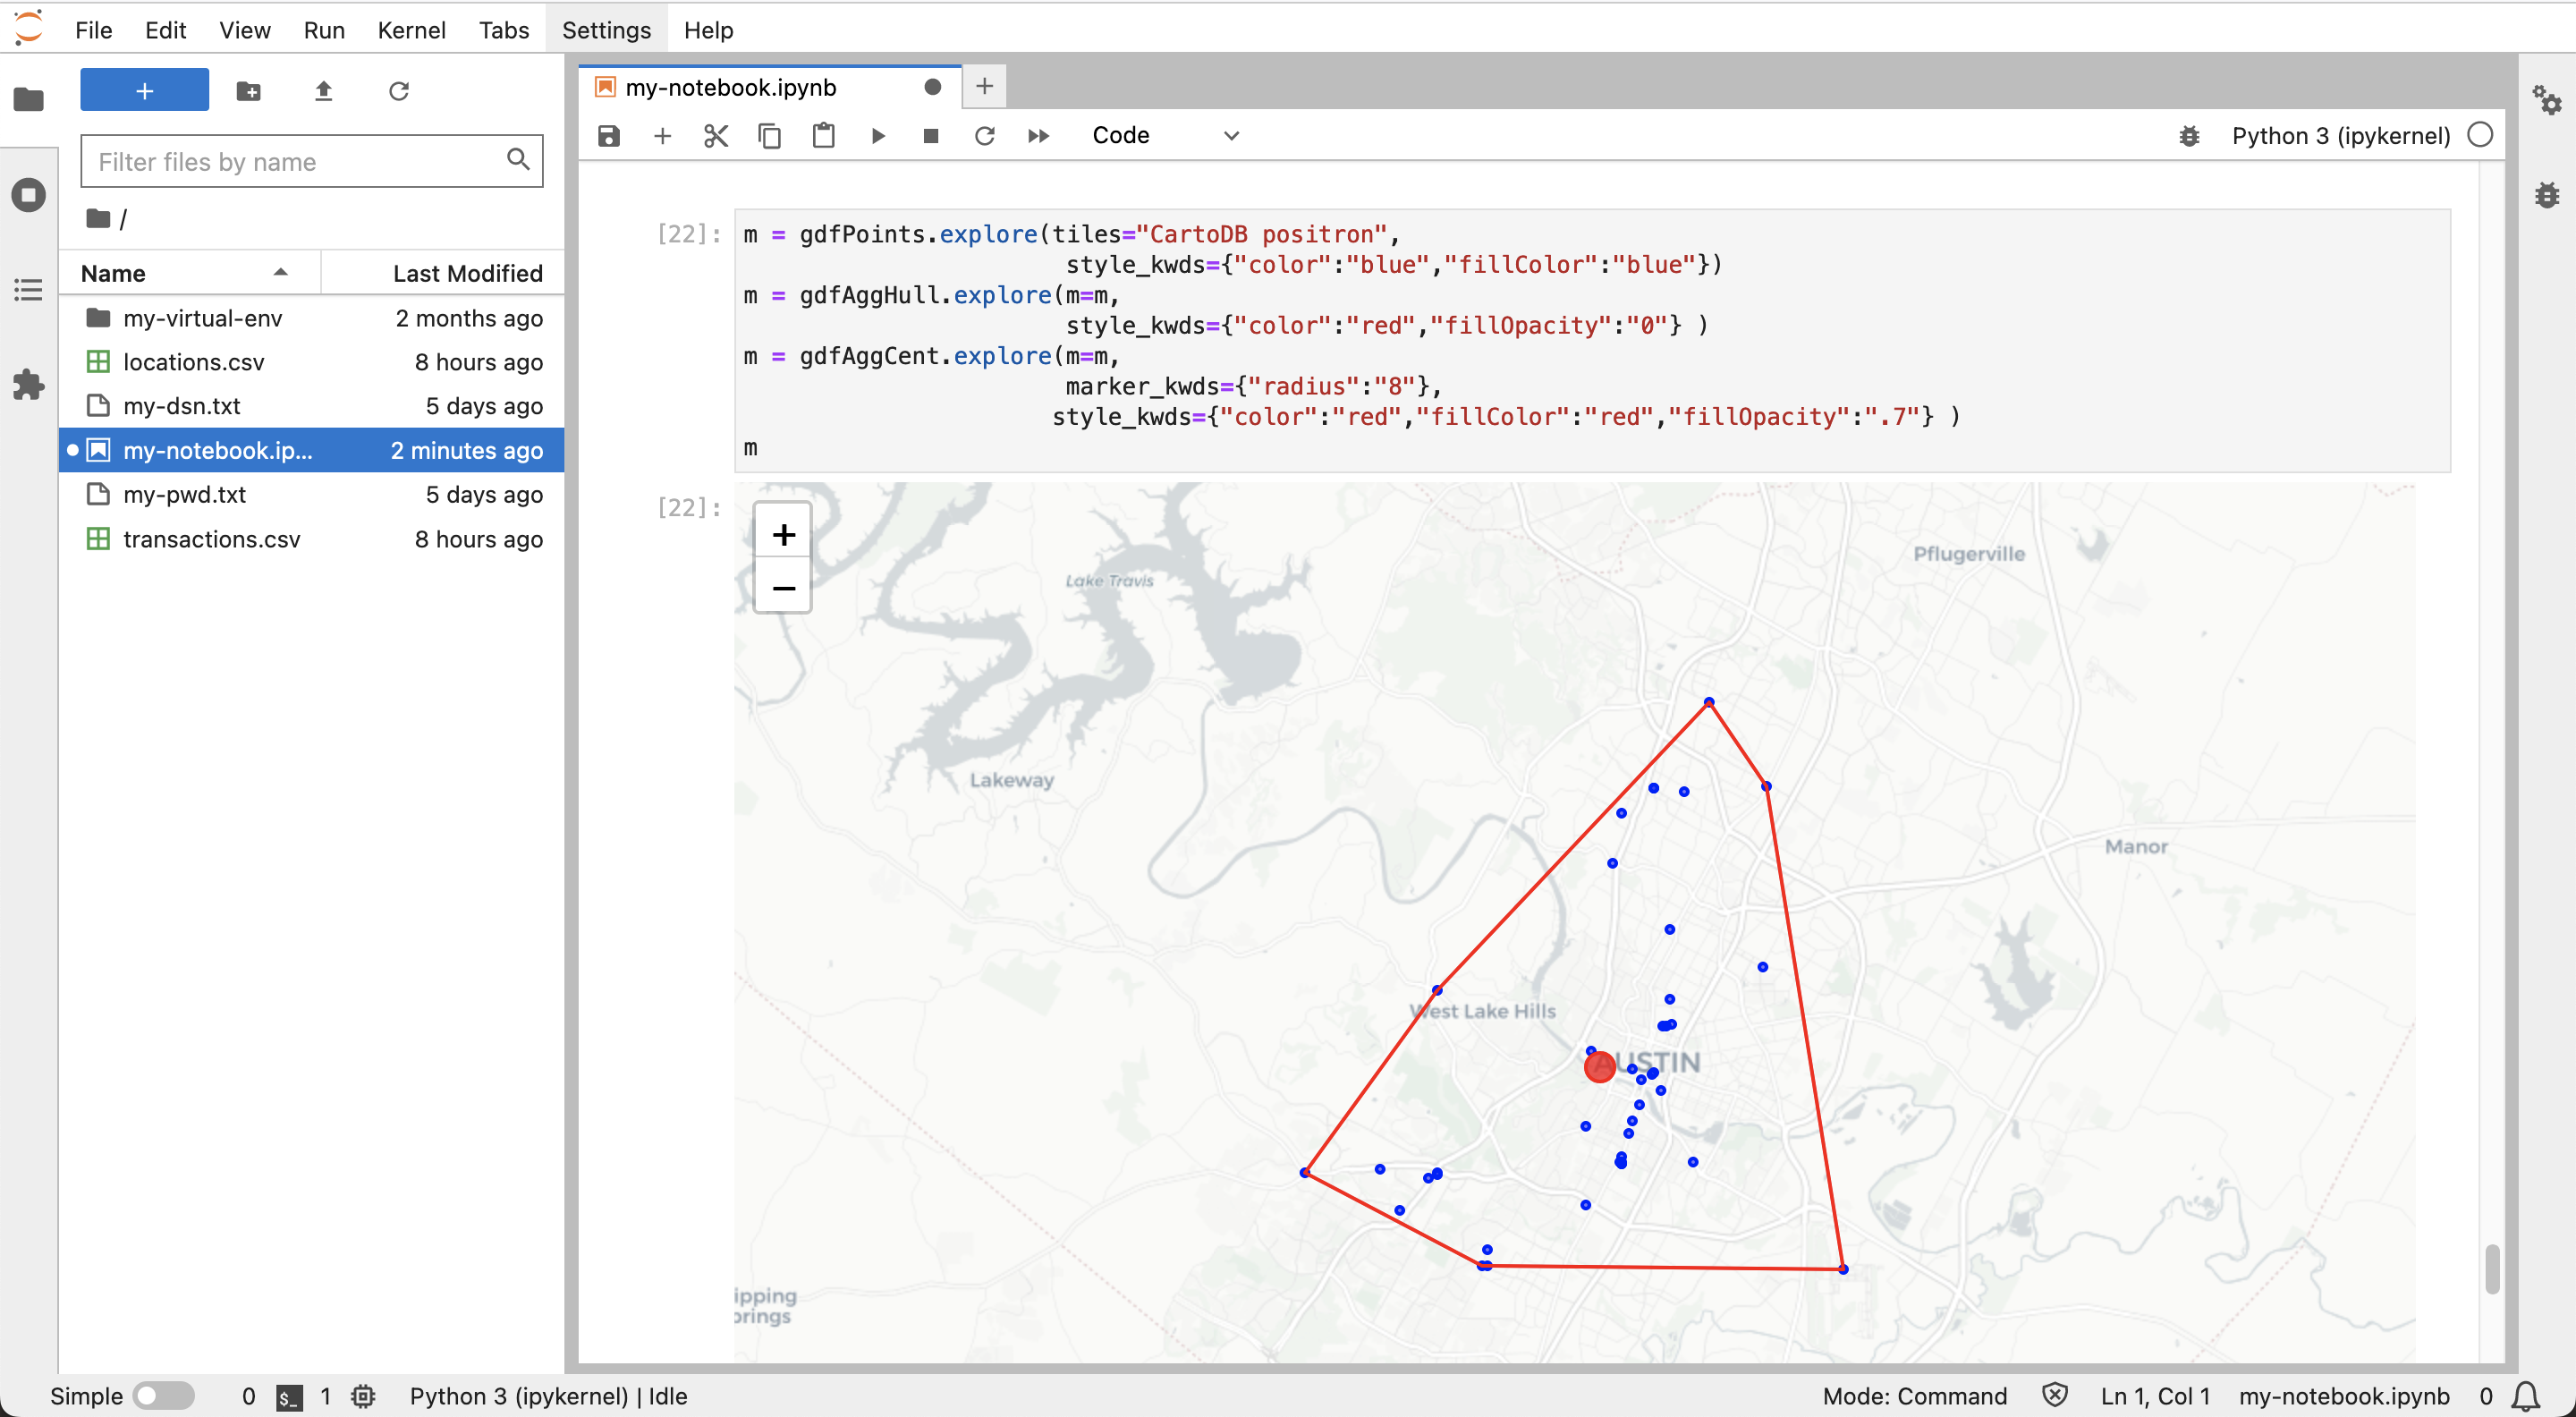 File Edit View Run Kernel Tabs Settings Help
+
Filter files by name
/
Name Last Modified
my-virtual-env 2 months ago
locations.csv 8 hours ago
my-dsn.txt 5 days ago
my-notebook.ip... 2 minutes ago
my-pwd.txt 5 days ago
transactions.csv 8 hours ago
my-notebook.ipynb
+
Code
Python 3 (ipykernel)
[22]:
m = gdfPoints.explore(tiles="CartoDB positron",
style_kwds={"color":"blue","fillColor":"blue"})
m = gdfAggHull.explore(m=m,
style_kwds={"color":"red","fillOpacity":"0"} )
m = gdfAggCent.explore(m=m,
marker_kwds={"radius":"8"},
style_kwds={"color":"red","fillColor":"red","fillOpacity":".7"} )
m
[22]:
+
−
Pflugerville
Lake Travis
Lakeway
Manor
West Lake Hills
AUSTIN
ipping
prings
Simple 0 $_ 1 Python 3 (ipykernel) | Idle Mode: Command Ln 1, Col 1 my-notebook.ipynb 0